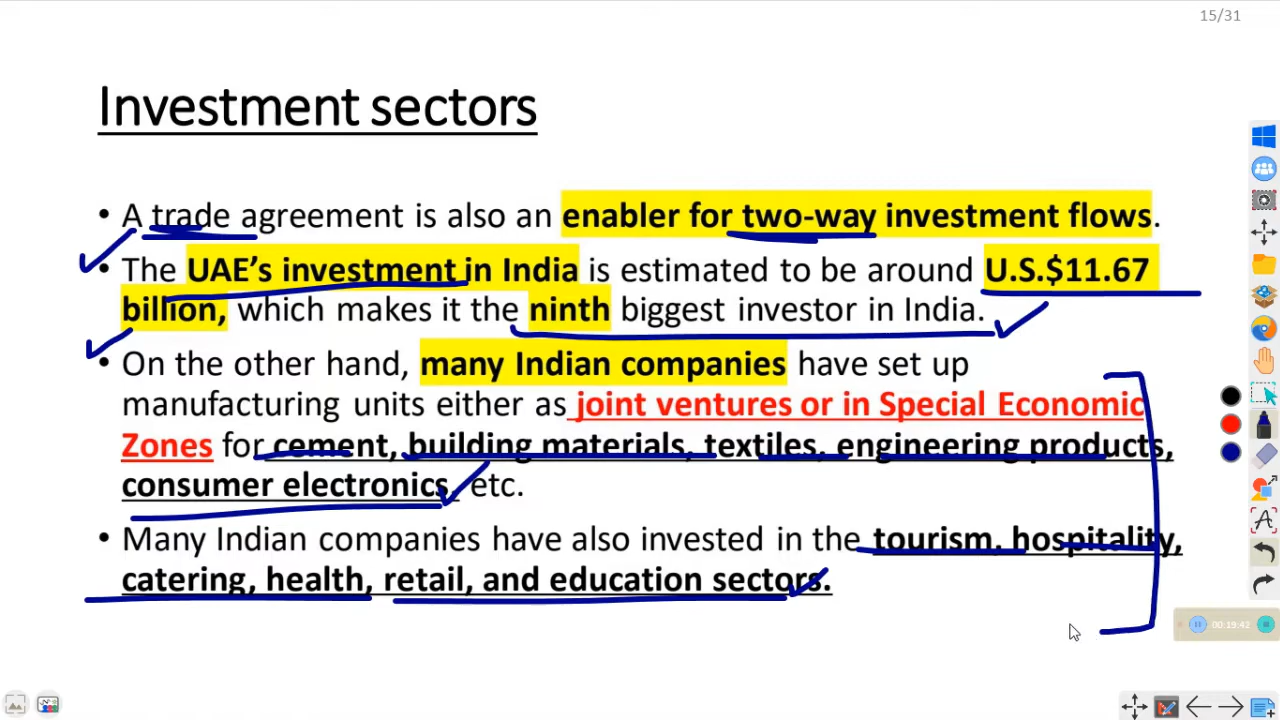 15/31
Investment sectors
• A trade agreement is also an enabler for two-way investment flows.
• The UAE’s investment in India is estimated to be around U.S.$11.67
billion, which makes it the ninth biggest investor in India.
• On the other hand, many Indian companies have set up
manufacturing units either as joint ventures or in Special Economic
Zones for cement, building materials, textiles, engineering products,
consumer electronics, etc.
• Many Indian companies have also invested in the tourism, hospitality,
catering, health, retail, and education sectors.
00:19:42